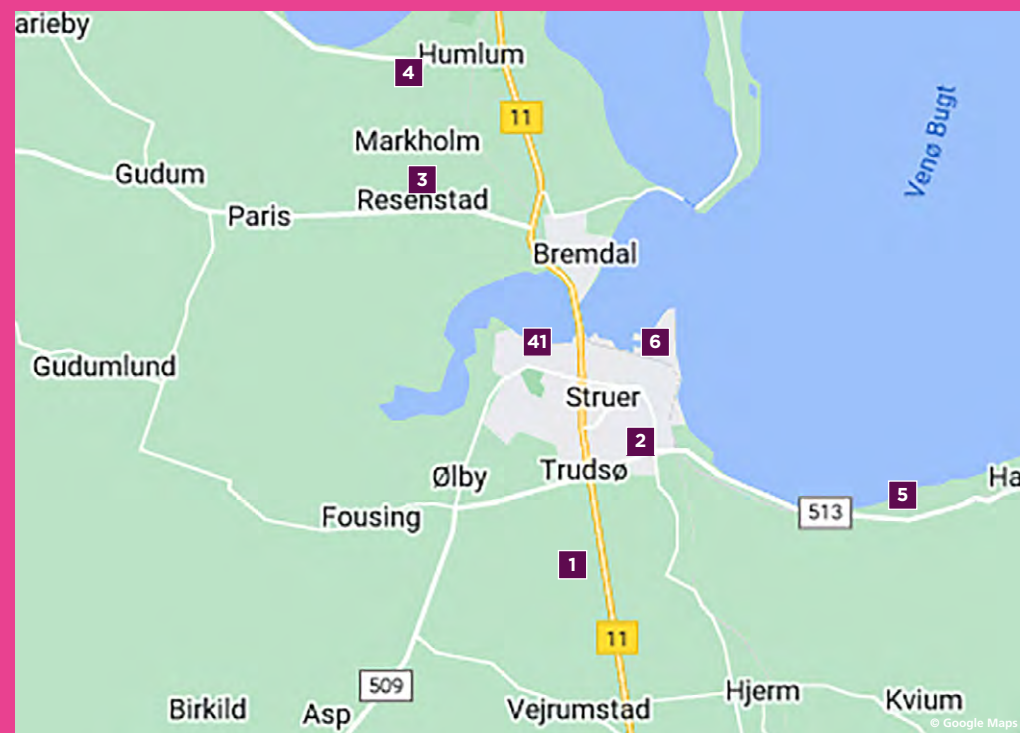 arieby
Humlum
4
11
Venø Bugt
Markholm
Gudum
3
Resenstad
Paris
Bremdal
41
6
Gudumlund
Struer
2
Trudsø
Ølby
5
Ha
513
Fousing
1
11
509
Hjerm
Kvium
Birkild
Asp
Vejrumstad
© Google Maps